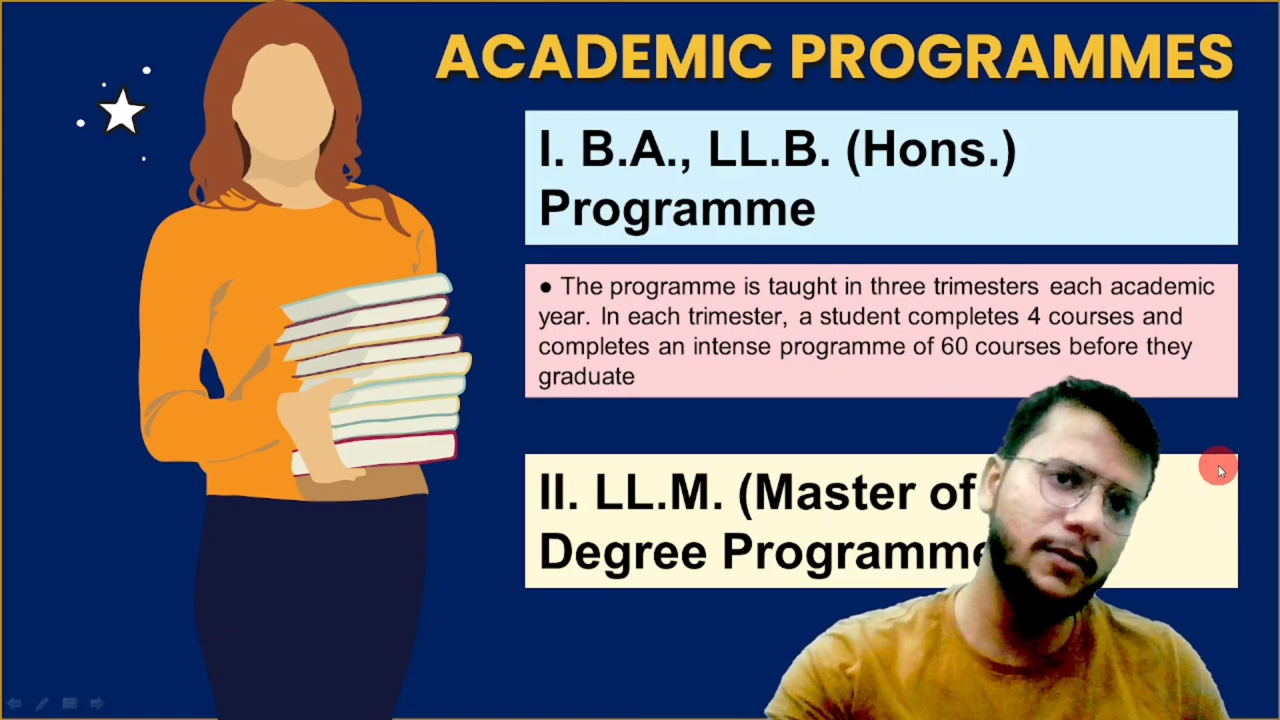 ACADEMIC PROGRAMMES
I. B.A., LL.B. (Hons.)
Programme
● The programme is taught in three trimesters each academic
year. In each trimester, a student completes 4 courses and
completes an intense programme of 60 courses before they
graduate
II. LL.M. (Master of
Degree Programme